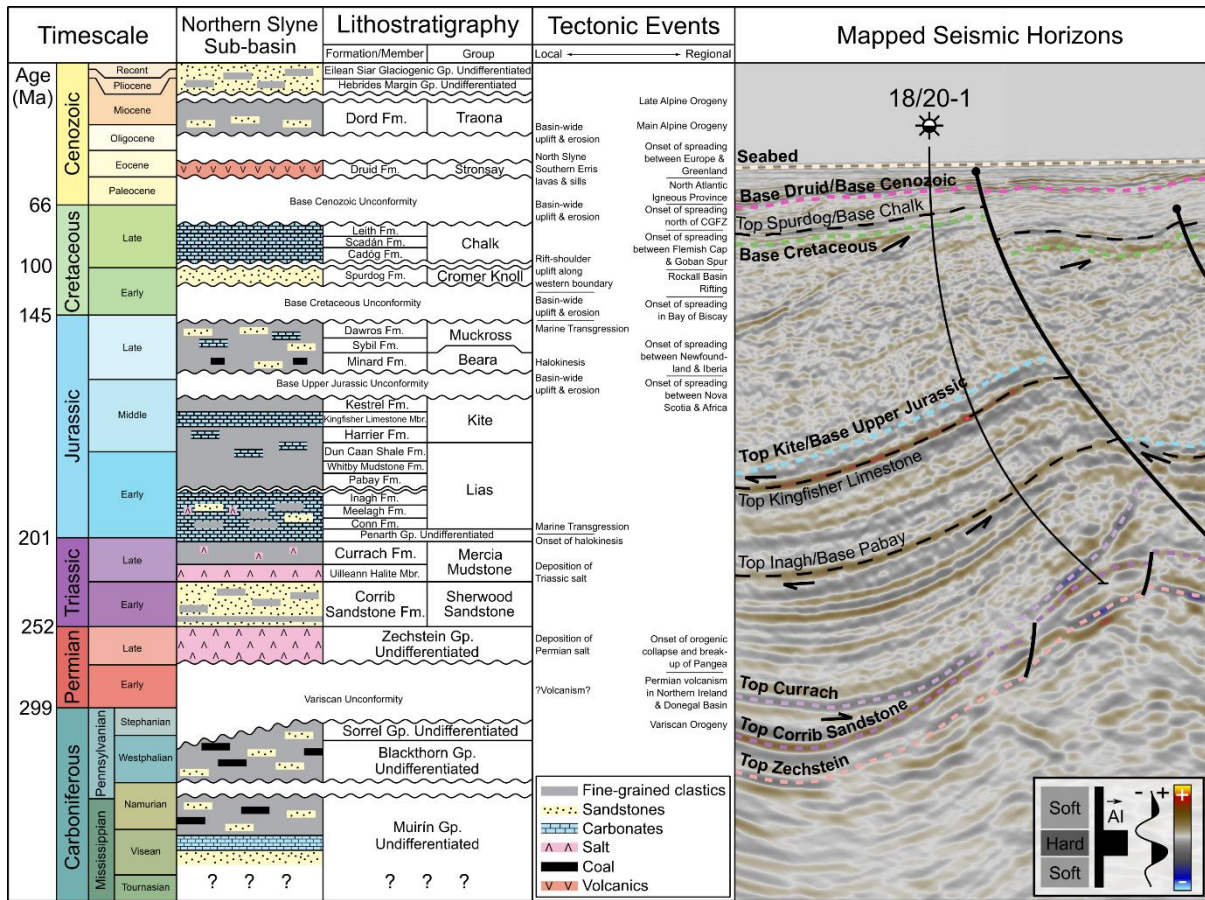 Timescale
Northern Slyne
Sub-basin
Lithostratigraphy
Formation/Member
Group
Tectonic Events
Local
Regional
Mapped Seismic Horizons
Age
(Ma)
66
100
145
201
252
299
Cenozoic
Cretaceous
Jurassic
Triassic
Permian
Carboniferous
Pennsylvanian
Mississippian
Recent
Pliocene
Miocene
Oligocene
Eocene
Paleocene
Late
Early
Late
Middle
Early
Late
Early
Late
Early
Stephanian
Westphalian
Namurian
Visean
Tournasian
Base Cenozoic Unconformity
Base Cretaceous Unconformity
Base Upper Jurassic Unconformity
Variscan Unconformity
? ? ?
Eilean Siar Glaciogenic Gp. Undifferentiated
Hebrides Margin Gp. Undifferentiated
Dord Fm.
Traona
Druid Fm.
Stronsay
Leith Fm.
Scadán Fm.
Cadóg Fm.
Chalk
Spurdog Fm.
Cromer Knoll
Dawros Fm.
Sybil Fm.
Muckross
Minard Fm.
Beara
Kestrel Fm.
Kingfisher Limestone Mbr.
Harrier Fm.
Kite
Dun Caan Shale Fm.
Whitby Mudstone Fm.
Pabay Fm.
Inagh Fm.
Meelagh Fm.
Conn Fm.
Lias
Penarth Gp. Undifferentiated
Currach Fm.
Mercia
Mudstone
Uilleann Halite Mbr.
Corrib
Sandstone Fm.
Sherwood
Sandstone
Zechstein Gp.
Undifferentiated
Sorrel Gp. Undifferentiated
Blackthorn Gp.
Undifferentiated
Muirín Gp.
Undifferentiated
? ? ?
Basin-wide
uplift & erosion
North Slyne
Southern Erris
lavas & sills
Basin-wide
uplift & erosion
Rift-shoulder
uplift along
western boundary
Basin-wide
uplift & erosion
Marine Transgression
Halokinesis
Basin-wide
uplift & erosion
Marine Transgression
Onset of halokinesis
Deposition of
Triassic salt
Deposition of
Permian salt
?Volcanism?
Late Alpine Orogeny
Main Alpine Orogeny
Onset of spreading
between Europe &
Greenland
North Atlantic
Igneous Province
Onset of spreading
north of CGFZ
Onset of spreading
between Flemish Cap
& Goban Spur
Rockall Basin
Rifting
Onset of spreading
in Bay of Biscay
Onset of spreading
between Newfound-
land & Iberia
Onset of spreading
between Nova
Scotia & Africa
Onset of orogenic
collapse and break-
up of Pangea
Permian volcanism
in Northern Ireland
& Donegal Basin
Variscan Orogeny
Fine-grained clastics
Sandstones
Carbonates
Salt
Coal
Volcanics
18/20-1
Seabed
Base Druid/Base Cenozoic
Top Spurdog/Base Chalk
Base Cretaceous
Top Kite/Base Upper Jurassic
Top Kingfisher Limestone
Top Inagh/Base Pabay
Top Currach
Top Corrib Sandstone
Top Zechstein
Soft
Hard
Soft
AI
- +
+
-